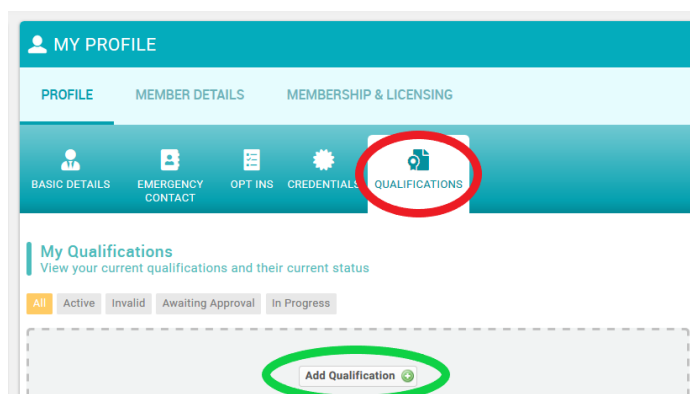 MY PROFILE
PROFILE MEMBER DETAILS MEMBERSHIP & LICENSING
BASIC DETAILS EMERGENCY CONTACT OPT INS CREDENTIALS QUALIFICATIONS
My Qualifications
View your current qualifications and their current status
All Active Invalid Awaiting Approval In Progress
Add Qualification